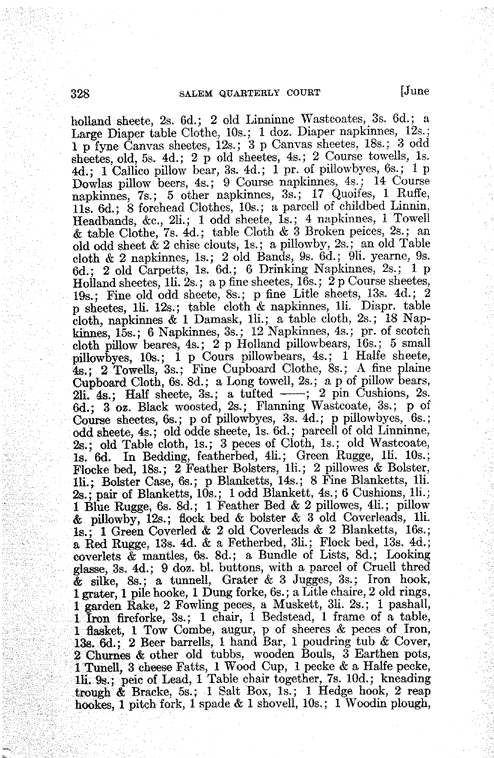 328 SALEM QUARTERLY COURT [June
holland sheete, 2s. 6d.; 2 old Linninne Wastcoates, 3s. 6d.; a
Large Diaper table Clothe, 10s.; 1 doz. Diaper napkinnes, 12s.;
1 p fyne Canvas sheetes, 12s.; 3 p Canvas sheetes, 18s.; 3 odd
sheetes, old, 5s. 4d.; 2 p old sheetes, 4s.; 2 Course towells, 1s.
4d.; 1 Callico pillow bear, 3s. 4d.; 1 pr. of pillowbyes, 6s.; 1 p
Dowlas pillow beers, 4s.; 9 Course napkinnes, 4s.; 14 Course
napkinnes, 7s.; 5 other napkinnes, 3s.; 17 Quoifes, 1 Ruffe,
11s. 6d.; 8 forehead Clothes, 10s.; a parcell of childbed Linnin,
Headbands, &c., 2li.; 1 odd sheete, 1s.; 4 napkinnes, 1 Towell
& table Clothe, 7s. 4d.; table Cloth & 3 Broken peices, 2s.; an
old odd sheet & 2 chise clouts, 1s.; a pillowby, 2s.; an old Table
cloth & 2 napkinnes, 1s.; 2 old Bands, 9s. 6d.; 9li. yearne, 9s.
6d.; 2 old Carpetts, 1s. 6d.; 6 Drinking Napkinnes, 2s.; 1 p
Holland sheetes, 1li. 2s.; a p fine sheetes, 16s.; 2 p Course sheetes,
19s.; Fine old odd sheete, 8s.; p fine Litle sheets, 13s. 4d.; 2
p sheetes, 1li. 12s.; table cloth & napkinnes, 1li. Diapr. table
cloth, napkinnes & 1 Damask, 1li.; a table cloth, 2s.; 18 Nap-
kinnes, 15s.; 6 Napkinnes, 3s.; 12 Napkinnes, 4s.; pr. of scotch
cloth pillow beares, 4s.; 2 p Holland pillowbears, 16s.; 5 small
pillowbyes, 10s.; 1 p Cours pillowbears, 4s.; 1 Halfe sheete,
4s.; 2 Towells, 3s.; Fine Cupboard Clothe, 8s.; A fine plaine
Cupboard Cloth, 6s. 8d.; a Long towell, 2s.; a p of pillow bears,
2li. 4s.; Half sheete, 3s.; a tufted ——; 2 pin Cushions, 2s.
6d.; 3 oz. Black woosted, 2s.; Flanning Wastcoate, 3s.; p of
Course sheetes, 6s.; p of pillowbyes, 3s. 4d.; p pillowbyes, 6s.;
odd sheete, 4s.; old odde sheete, 1s. 6d.; parcell of old Linninne,
2s.; old Table cloth, 1s.; 3 peces of Cloth, 1s.; old Wastcoate,
1s. 6d. In Bedding, featherbed, 4li.; Green Rugge, 1li. 10s.;
Flocke bed, 18s.; 2 Feather Bolsters, 1li.; 2 pillowes & Bolster,
1li.; Bolster Case, 6s.; p Blanketts, 14s.; 8 Fine Blanketts, 1li.
2s.; pair of Blanketts, 10s.; 1 odd Blankett, 4s.; 6 Cushions, 1li.;
1 Blue Rugge, 6s. 8d.; 1 Feather Bed & 2 pillowes, 4li.; pillow
& pillowby, 12s.; flock bed & bolster & 3 old Coverleads, 1li.
1s.; 1 Green Coverled & 2 old Coverleads & 2 Blanketts, 16s.;
a Red Rugge, 13s. 4d. & a Fetherbed, 3li.; Flock bed, 13s. 4d.;
coverlets & mantles, 6s. 8d.; a Bundle of Lists, 8d.; Looking
glasse, 3s. 4d.; 9 doz. bl. buttons, with a parcel of Cruell thred
& silke, 8s.; a tunnell, Grater & 3 Jugges, 3s.; Iron hook,
1 grater, 1 pile hooke, 1 Dung forke, 6s.; a Litle chaire, 2 old rings,
1 garden Rake, 2 Fowling peces, a Muskett, 3li. 2s.; 1 pashall,
1 Iron fireforke, 3s.; 1 chair, 1 Bedstead, 1 frame of a table,
1 flasket, 1 Tow Combe, augur, p of sheeres & peces of Iron,
13s. 6d.; 2 Beer barrells, 1 hand Bar, 1 poudring tub & Cover,
2 Churnes & other old tubbs, wooden Bouls, 3 Earthen pots,
1 Tunell, 3 cheese Fatts, 1 Wood Cup, 1 pecke & a Halfe pecke,
1li. 9s.; peic of Lead, 1 Table chair together, 7s. 10d.; kneading
trough & Bracke, 5s.; 1 Salt Box, 1s.; 1 Hedge hook, 2 reap
hookes, 1 pitch fork, 1 spade & 1 shovell, 10s.; 1 Woodin plough,